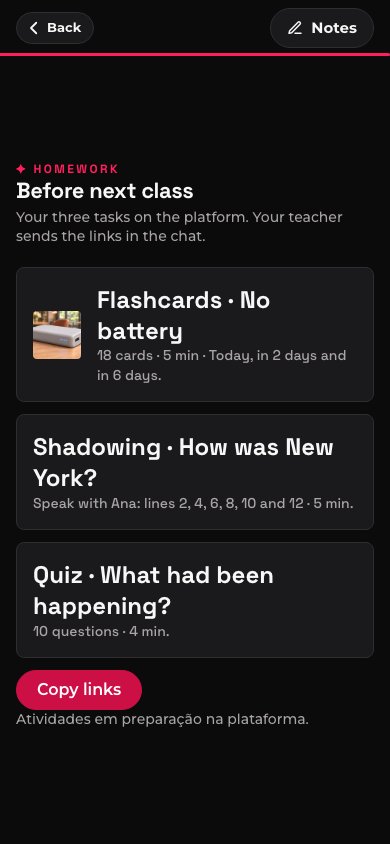 Back
Notes
HOMEWORK
Before next class
Your three tasks on the platform. Your teacher
sends the links in the chat.
Flashcards · No
battery
18 cards · 5 min · Today, in 2 days and
in 6 days.
Shadowing · How was New
York?
Speak with Ana: lines 2, 4, 6, 8, 10 and 12 · 5 min.
Quiz · What had been
happening?
10 questions · 4 min.
Copy links
Atividades em preparação na plataforma.